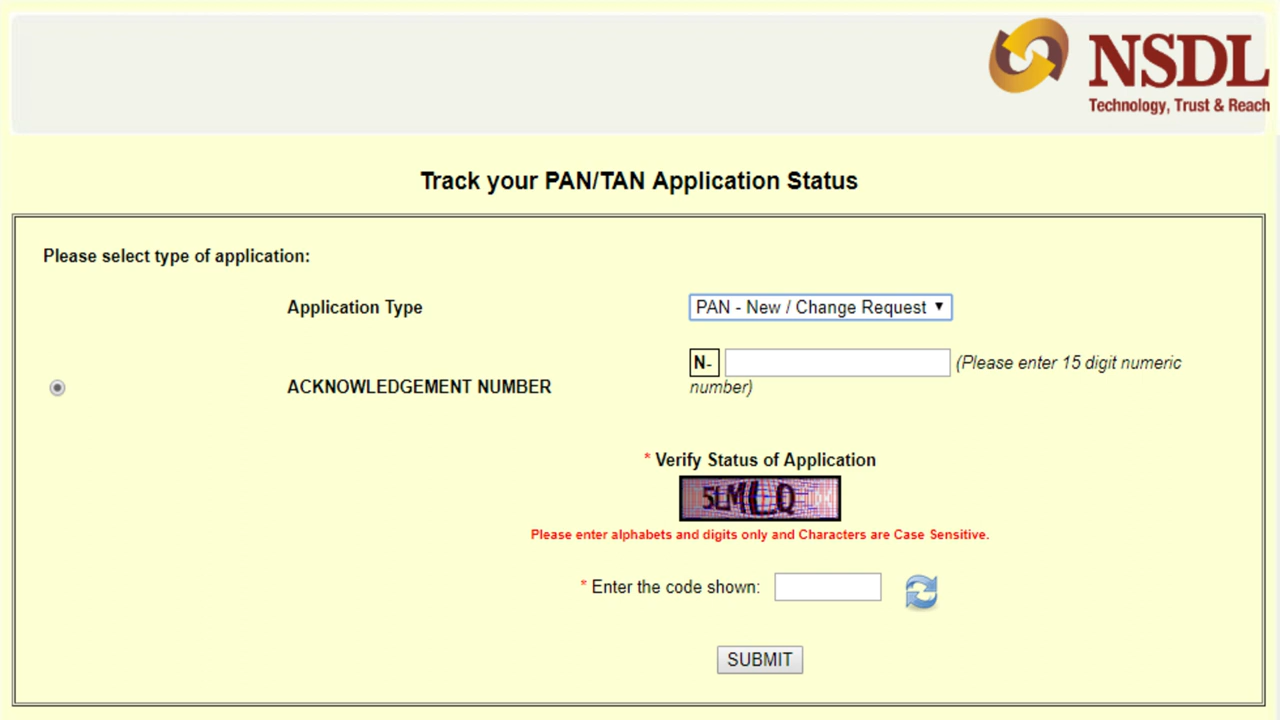 NSDL
Technology, Trust & Reach
Track your PAN/TAN Application Status
Please select type of application:
Application Type
PAN - New / Change Request
N-
(Please enter 15 digit numeric
number)
ACKNOWLEDGEMENT NUMBER
* Verify Status of Application
Please enter alphabets and digits only and Characters are Case Sensitive.
* Enter the code shown:
SUBMIT